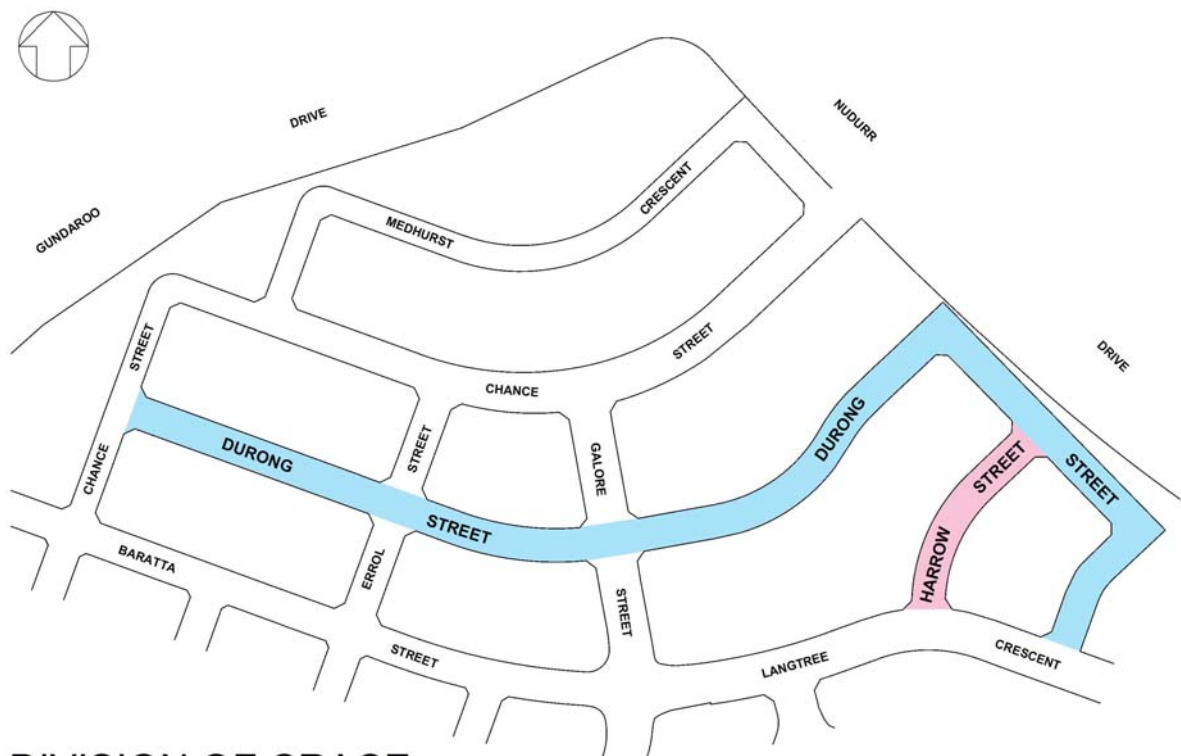 DRIVE
NUDURR
GUNDAROO
MEDHURST
CRESCENT
STREET
CHANCE
STREET
CHANCE
DRIVE
DURONG
STREET
DURONG
STREET
GALORE
STREET
CHANCE
STREET
HARROW
STREET
BARATTA
STREET
ERROL
STREET
LANGTREE
CRESCENT